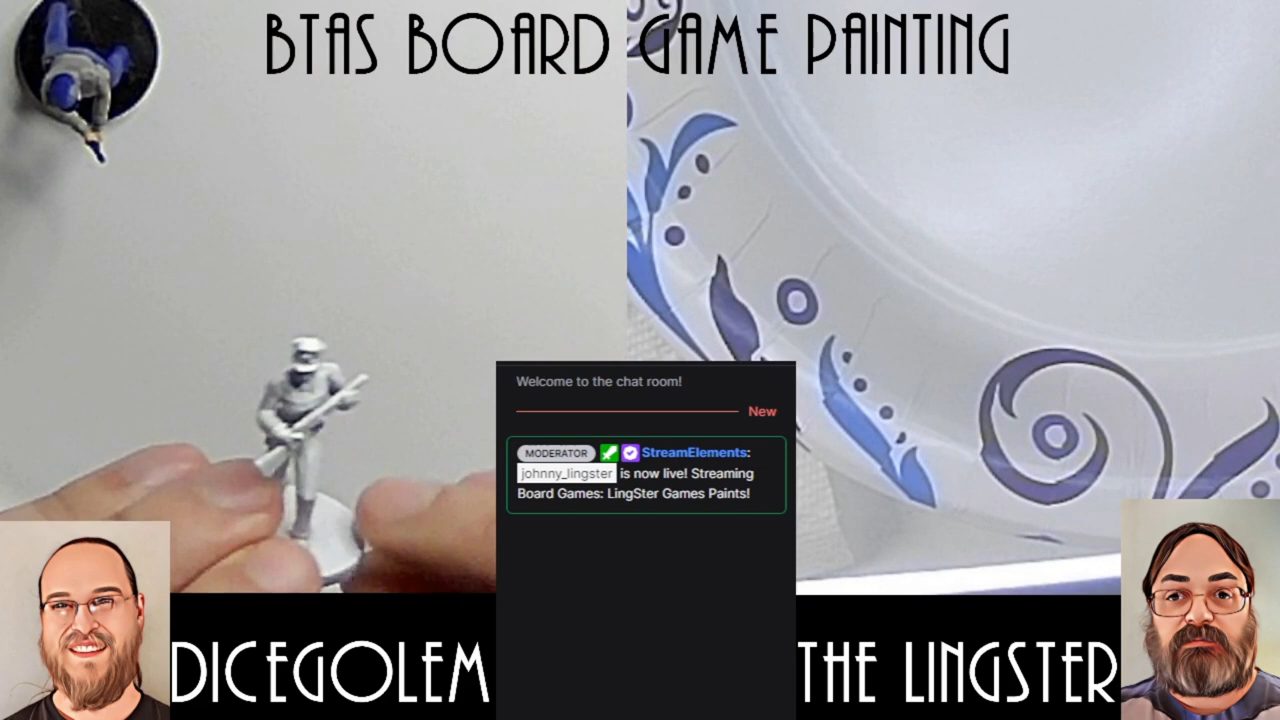 BTAS BOARD GAME PAINTING
Welcome to the chat room!
New
MODERATOR StreamElements:
johnny_lingster is now live! Streaming
Board Games: LingSter Games Paints!
DICEGOLEM
THE LINGSTER